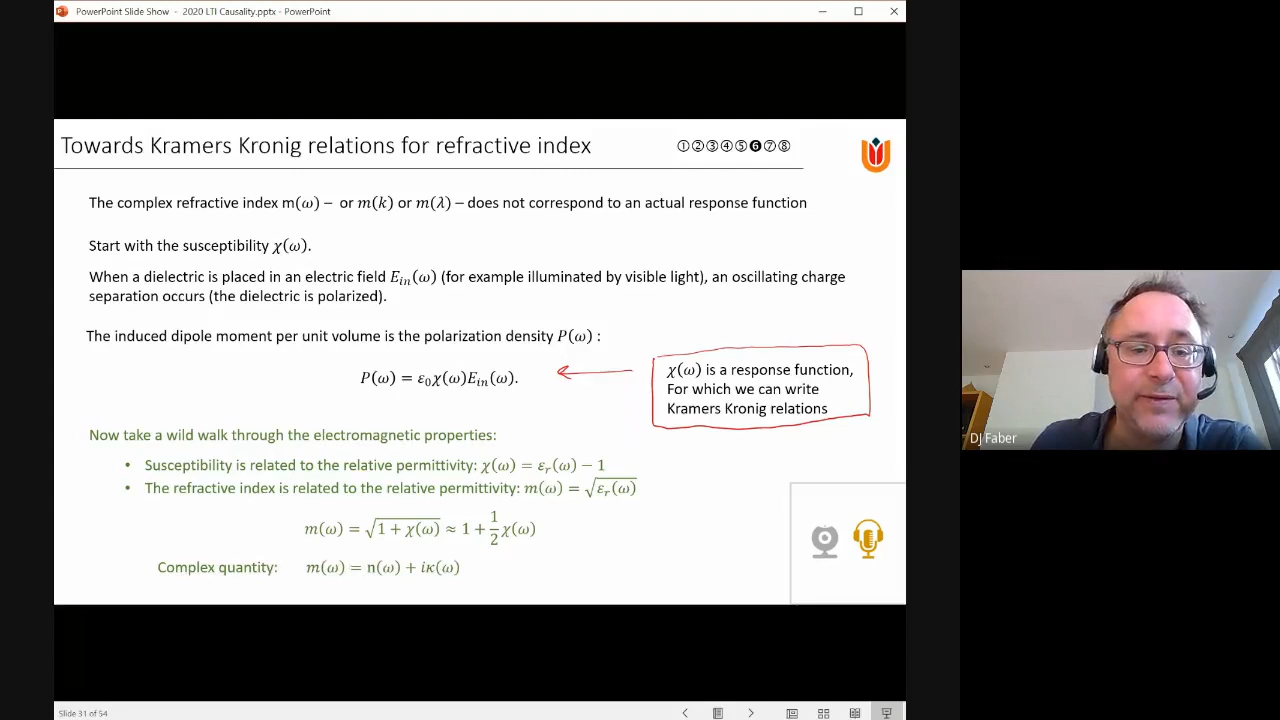 PowerPoint Slide Show - 2020 LTI Causality.pptx - PowerPoint
Towards Kramers Kronig relations for refractive index
①②③④⑤❻⑦⑧
The complex refractive index m(ω) − or m(k) or m(λ) − does not correspond to an actual response function
Start with the susceptibility χ(ω).
When a dielectric is placed in an electric field E_in(ω) (for example illuminated by visible light), an oscillating charge
separation occurs (the dielectric is polarized).
The induced dipole moment per unit volume is the polarization density P(ω) :
P(ω) = ε₀χ(ω)E_in(ω).
χ(ω) is a response function,
For which we can write
Kramers Kronig relations
Now take a wild walk through the electromagnetic properties:
• Susceptibility is related to the relative permittivity: χ(ω) = ε_r(ω) − 1
• The refractive index is related to the relative permittivity: m(ω) = √ε_r(ω)
m(ω) = √1 + χ(ω) ≈ 1 + 1/2 χ(ω)
Complex quantity: m(ω) = n(ω) + iκ(ω)
DJ Faber
Slide 31 of 54